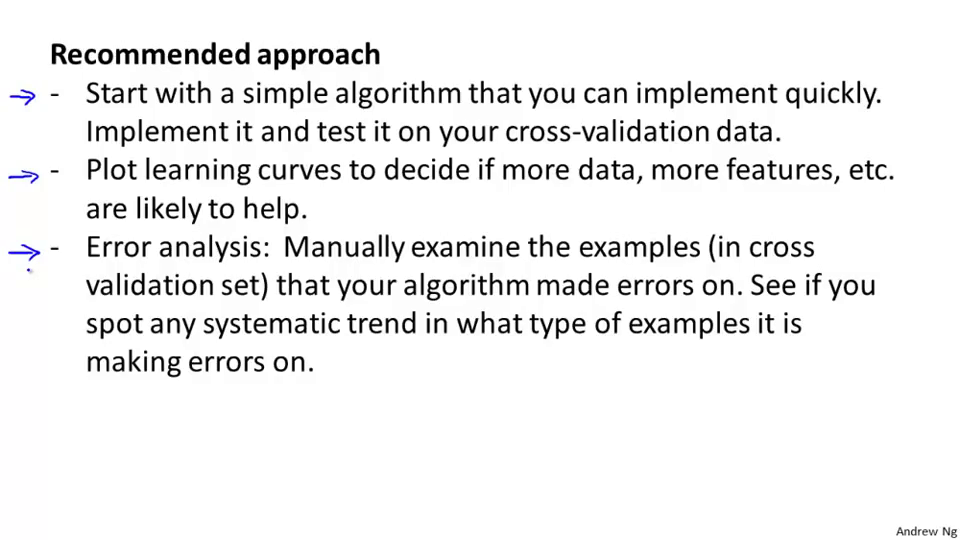 Recommended approach
- Start with a simple algorithm that you can implement quickly.
Implement it and test it on your cross-validation data.
- Plot learning curves to decide if more data, more features, etc.
are likely to help.
- Error analysis: Manually examine the examples (in cross
validation set) that your algorithm made errors on. See if you
spot any systematic trend in what type of examples it is
making errors on.
Andrew Ng